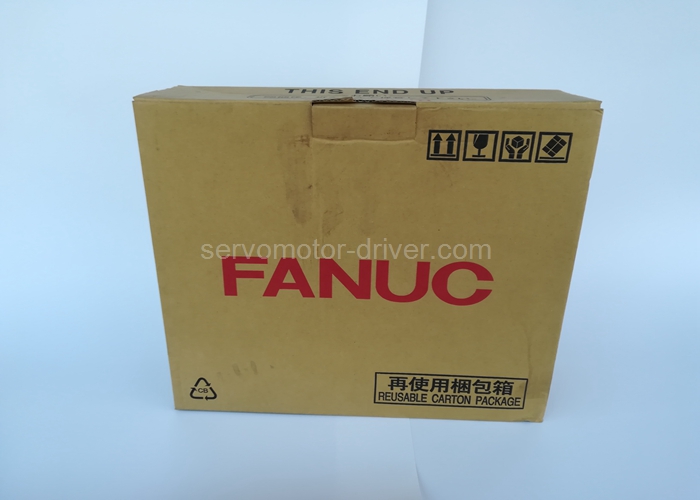 THIS END UP
servomotor-driver.com
FANUC
CB
再使用梱包箱
REUSABLE CARTON PACKAGE